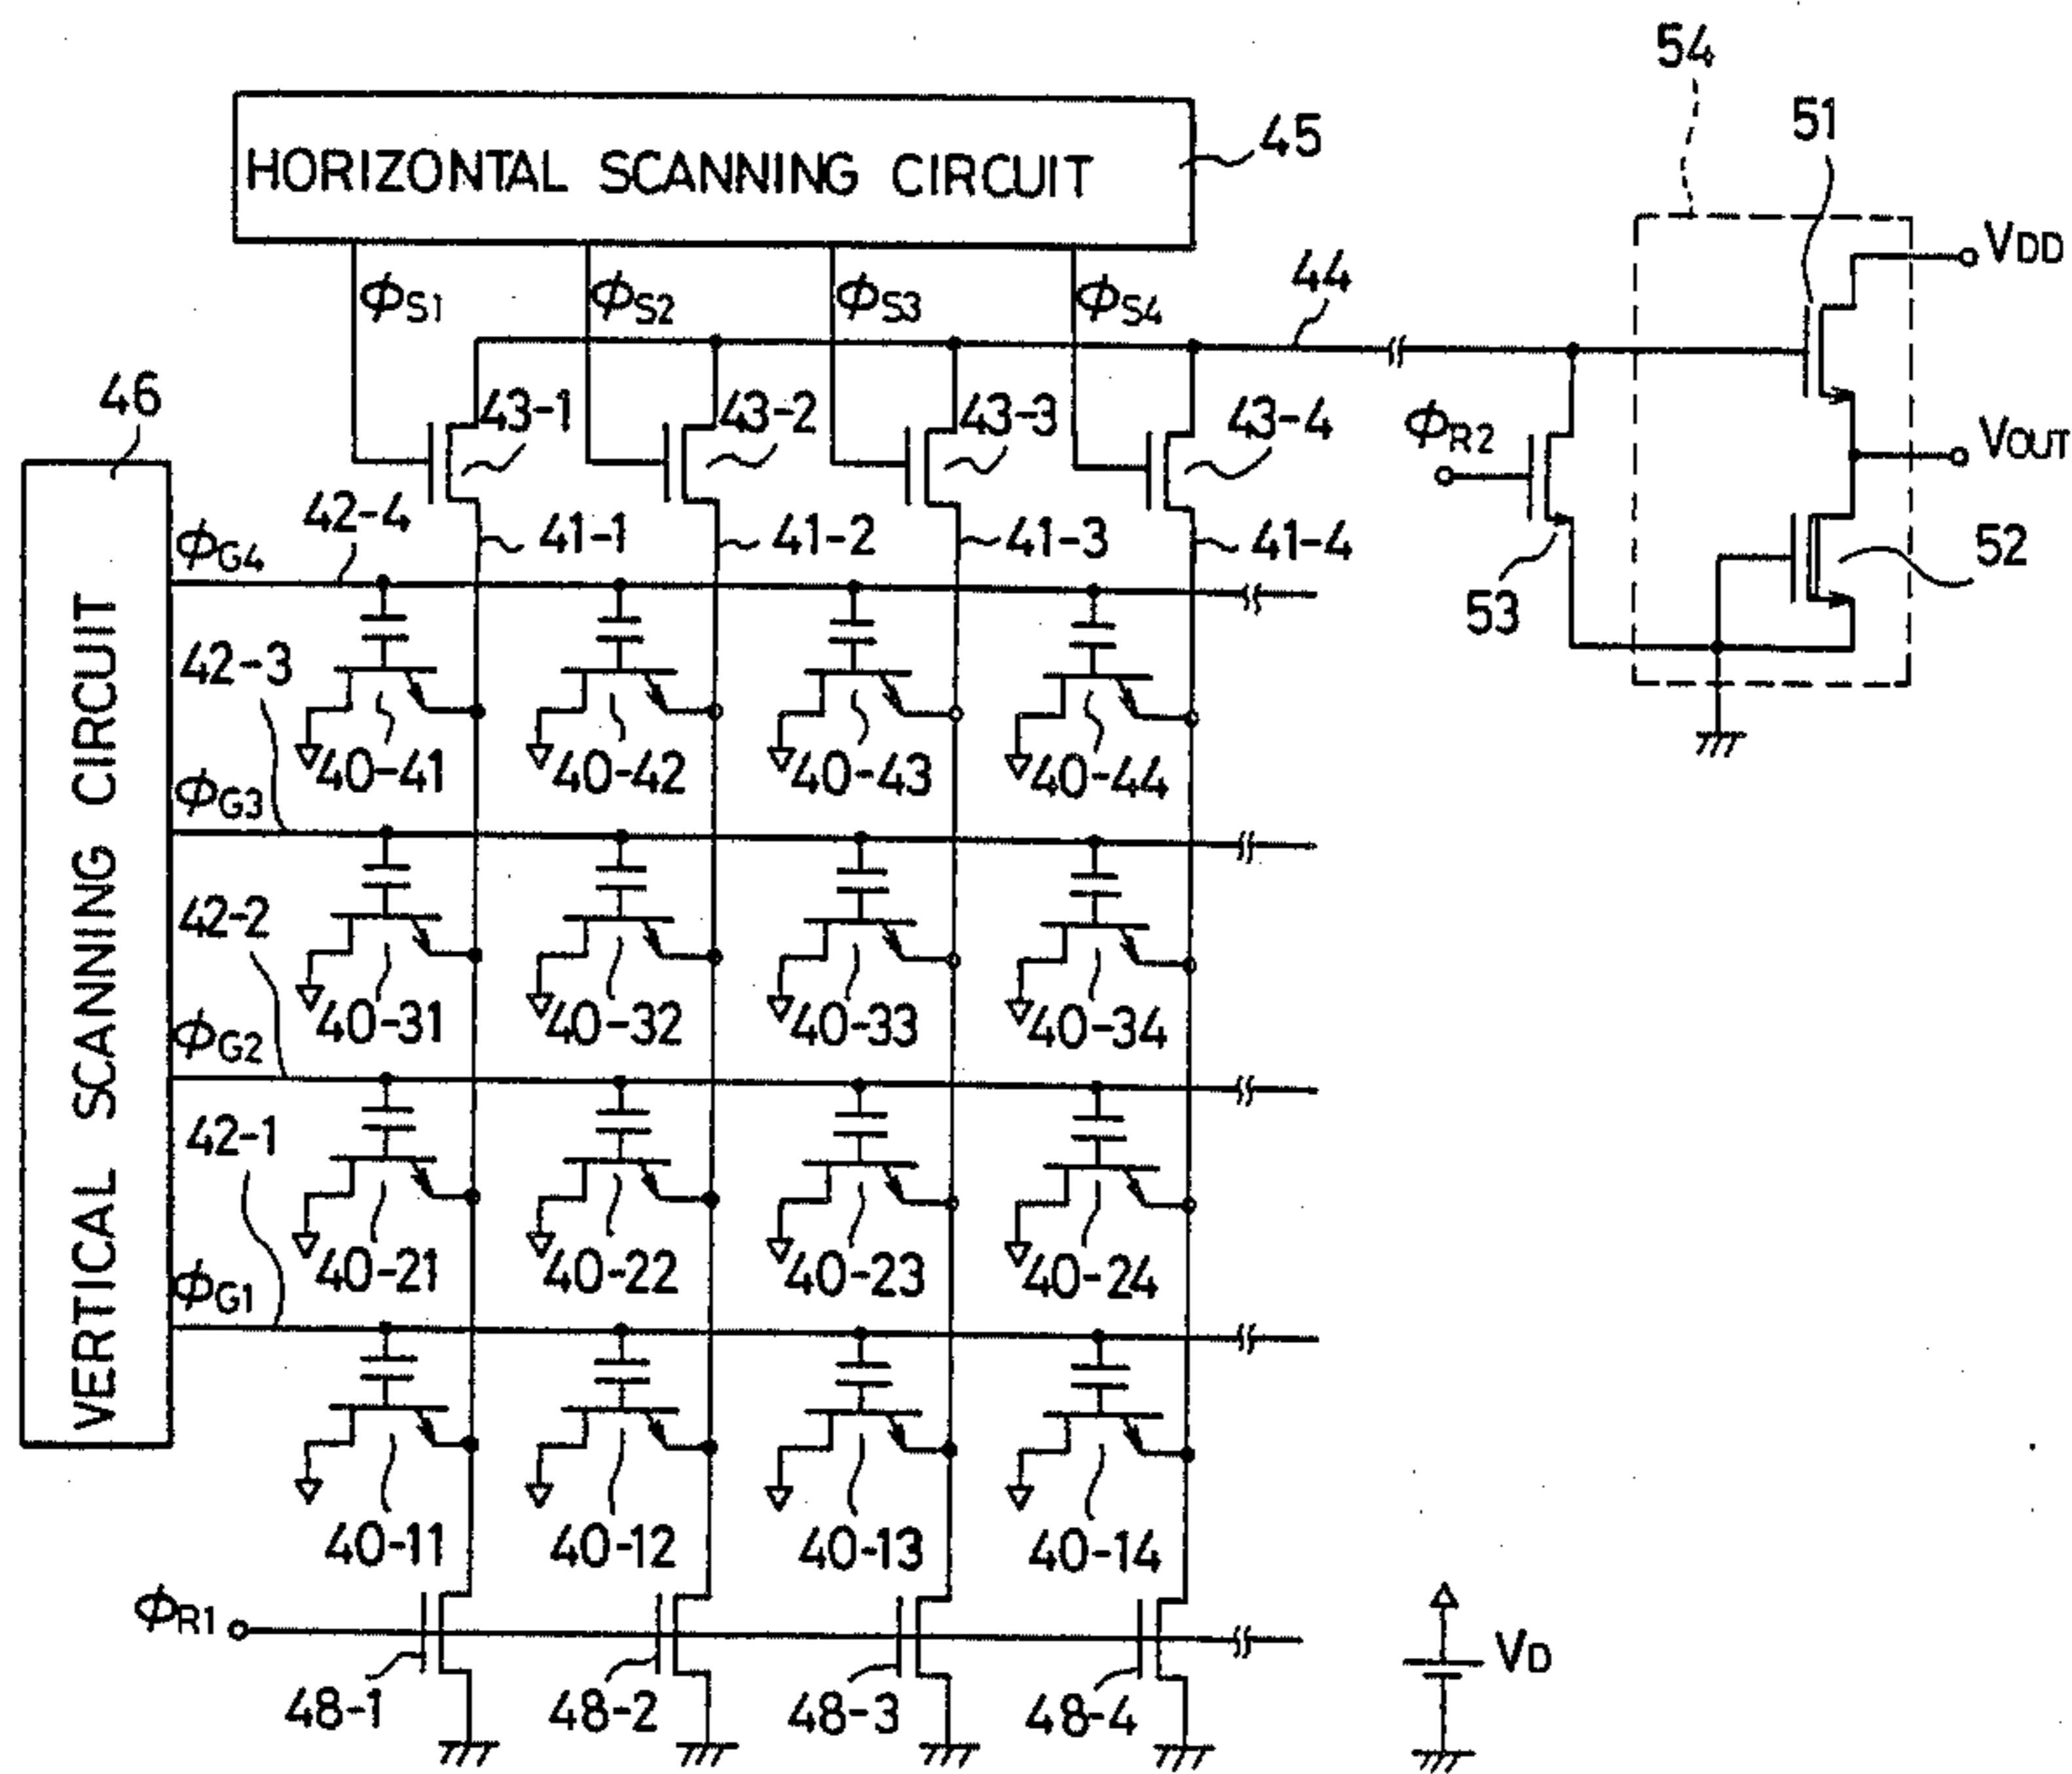 54
51
45
HORIZONTAL SCANNING CIRCUIT
VDD
ΦS1 ΦS2 ΦS3 ΦS4 44
46
43-1 43-2 43-3 43-4
ΦR2
VOUT
42-4
41-1 41-2 41-3 41-4
ΦG4
52
53
VERTICAL SCANNING CIRCUIT
42-3
40-41 40-42 40-43 40-44
ΦG3
42-2
40-31 40-32 40-33 40-34
ΦG2
42-1
40-21 40-22 40-23 40-24
ΦG1
40-11 40-12 40-13 40-14
ΦR1
VD
48-1 48-2 48-3 48-4